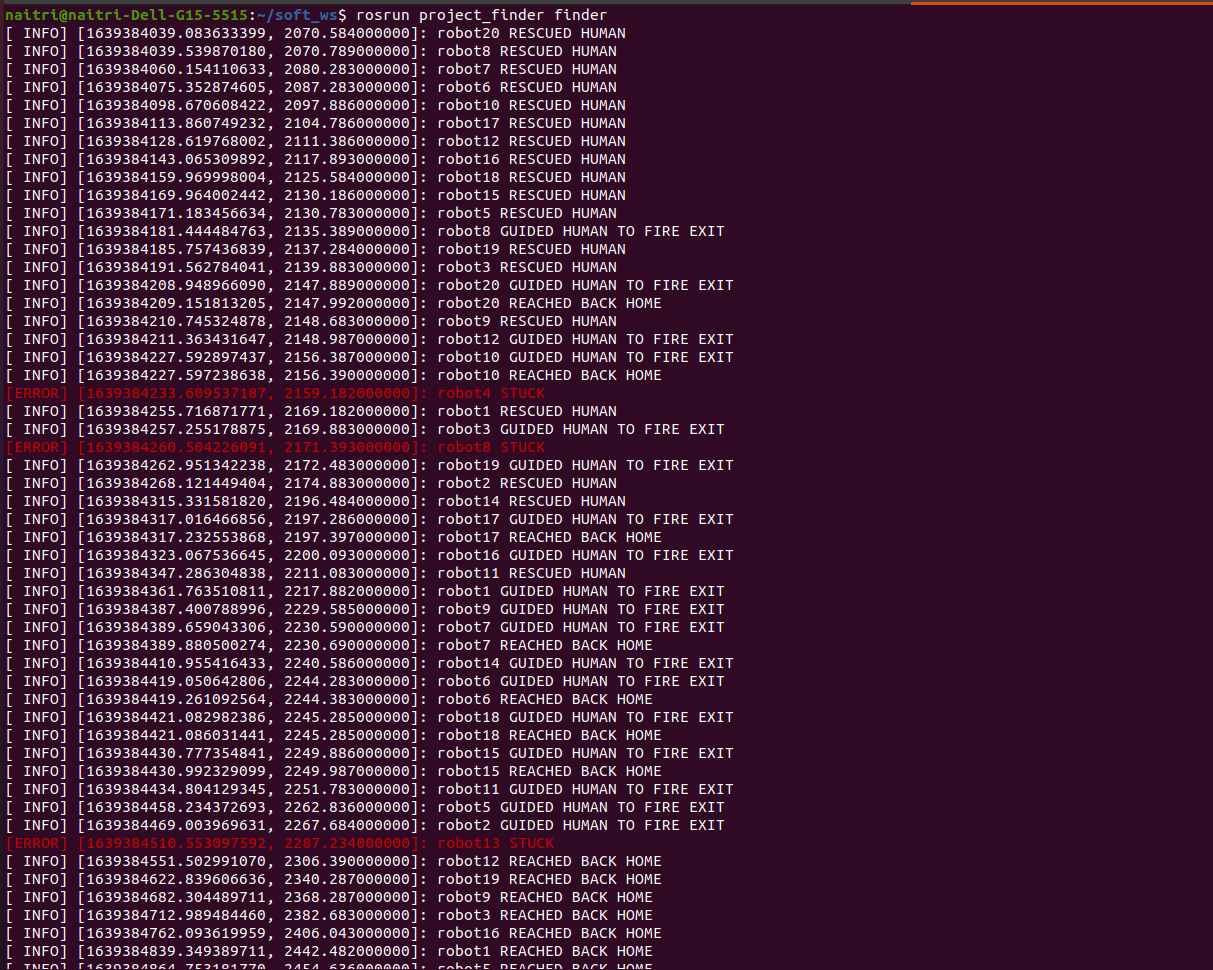 naitri@naitri-Dell-G15-5515:~/soft_ws$ rosrun project_finder finder
[ INFO] [1639384039.083633399, 2070.584000000]: robot20 RESCUED HUMAN
[ INFO] [1639384039.539870180, 2070.789000000]: robot8 RESCUED HUMAN
[ INFO] [1639384060.154110633, 2080.283000000]: robot7 RESCUED HUMAN
[ INFO] [1639384075.352874605, 2087.283000000]: robot6 RESCUED HUMAN
[ INFO] [1639384098.670608422, 2097.886000000]: robot10 RESCUED HUMAN
[ INFO] [1639384113.860749232, 2104.786000000]: robot17 RESCUED HUMAN
[ INFO] [1639384128.619768002, 2111.386000000]: robot12 RESCUED HUMAN
[ INFO] [1639384143.065309892, 2117.893000000]: robot16 RESCUED HUMAN
[ INFO] [1639384159.969998004, 2125.584000000]: robot18 RESCUED HUMAN
[ INFO] [1639384169.964002442, 2130.186000000]: robot15 RESCUED HUMAN
[ INFO] [1639384171.183456634, 2130.783000000]: robot5 RESCUED HUMAN
[ INFO] [1639384181.444484763, 2135.389000000]: robot8 GUIDED HUMAN TO FIRE EXIT
[ INFO] [1639384185.757436839, 2137.284000000]: robot19 RESCUED HUMAN
[ INFO] [1639384191.562784041, 2139.883000000]: robot3 RESCUED HUMAN
[ INFO] [1639384208.948966090, 2147.889000000]: robot20 GUIDED HUMAN TO FIRE EXIT
[ INFO] [1639384209.151813205, 2147.992000000]: robot20 REACHED BACK HOME
[ INFO] [1639384210.745324878, 2148.683000000]: robot9 RESCUED HUMAN
[ INFO] [1639384211.363431647, 2148.987000000]: robot12 GUIDED HUMAN TO FIRE EXIT
[ INFO] [1639384227.592897437, 2156.387000000]: robot10 GUIDED HUMAN TO FIRE EXIT
[ INFO] [1639384227.597238638, 2156.390000000]: robot10 REACHED BACK HOME
[ERROR] [1639384233.609537187, 2159.182000000]: robot4 STUCK
[ INFO] [1639384255.716871771, 2169.182000000]: robot1 RESCUED HUMAN
[ INFO] [1639384257.255178875, 2169.883000000]: robot3 GUIDED HUMAN TO FIRE EXIT
[ERROR] [1639384260.504226091, 2171.393000000]: robot8 STUCK
[ INFO] [1639384262.951342238, 2172.483000000]: robot19 GUIDED HUMAN TO FIRE EXIT
[ INFO] [1639384268.121449404, 2174.883000000]: robot2 RESCUED HUMAN
[ INFO] [1639384315.331581820, 2196.484000000]: robot14 RESCUED HUMAN
[ INFO] [1639384317.016466856, 2197.286000000]: robot17 GUIDED HUMAN TO FIRE EXIT
[ INFO] [1639384317.232553868, 2197.397000000]: robot17 REACHED BACK HOME
[ INFO] [1639384323.067536645, 2200.093000000]: robot16 GUIDED HUMAN TO FIRE EXIT
[ INFO] [1639384347.286304838, 2211.083000000]: robot11 RESCUED HUMAN
[ INFO] [1639384361.763510811, 2217.882000000]: robot1 GUIDED HUMAN TO FIRE EXIT
[ INFO] [1639384387.400788996, 2229.585000000]: robot9 GUIDED HUMAN TO FIRE EXIT
[ INFO] [1639384389.659043306, 2230.590000000]: robot7 GUIDED HUMAN TO FIRE EXIT
[ INFO] [1639384389.880500274, 2230.690000000]: robot7 REACHED BACK HOME
[ INFO] [1639384410.955416433, 2240.586000000]: robot14 GUIDED HUMAN TO FIRE EXIT
[ INFO] [1639384419.050642806, 2244.283000000]: robot6 GUIDED HUMAN TO FIRE EXIT
[ INFO] [1639384419.261092564, 2244.383000000]: robot6 REACHED BACK HOME
[ INFO] [1639384421.082982386, 2245.285000000]: robot18 GUIDED HUMAN TO FIRE EXIT
[ INFO] [1639384421.086031441, 2245.285000000]: robot18 REACHED BACK HOME
[ INFO] [1639384430.777354841, 2249.886000000]: robot15 GUIDED HUMAN TO FIRE EXIT
[ INFO] [1639384430.992329099, 2249.987000000]: robot15 REACHED BACK HOME
[ INFO] [1639384434.804129345, 2251.783000000]: robot11 GUIDED HUMAN TO FIRE EXIT
[ INFO] [1639384458.234372693, 2262.836000000]: robot5 GUIDED HUMAN TO FIRE EXIT
[ INFO] [1639384469.003969631, 2267.684000000]: robot2 GUIDED HUMAN TO FIRE EXIT
[ERROR] [1639384510.553097592, 2287.234000000]: robot13 STUCK
[ INFO] [1639384551.502991070, 2306.390000000]: robot12 REACHED BACK HOME
[ INFO] [1639384622.839606636, 2340.287000000]: robot19 REACHED BACK HOME
[ INFO] [1639384682.304489711, 2368.287000000]: robot9 REACHED BACK HOME
[ INFO] [1639384712.989484460, 2382.683000000]: robot3 REACHED BACK HOME
[ INFO] [1639384762.093619959, 2406.043000000]: robot16 REACHED BACK HOME
[ INFO] [1639384839.349389711, 2442.482000000]: robot1 REACHED BACK HOME
[ INFO] [1639384864.753181770, 2454.636000000]: robot5 REACHED BACK HOME